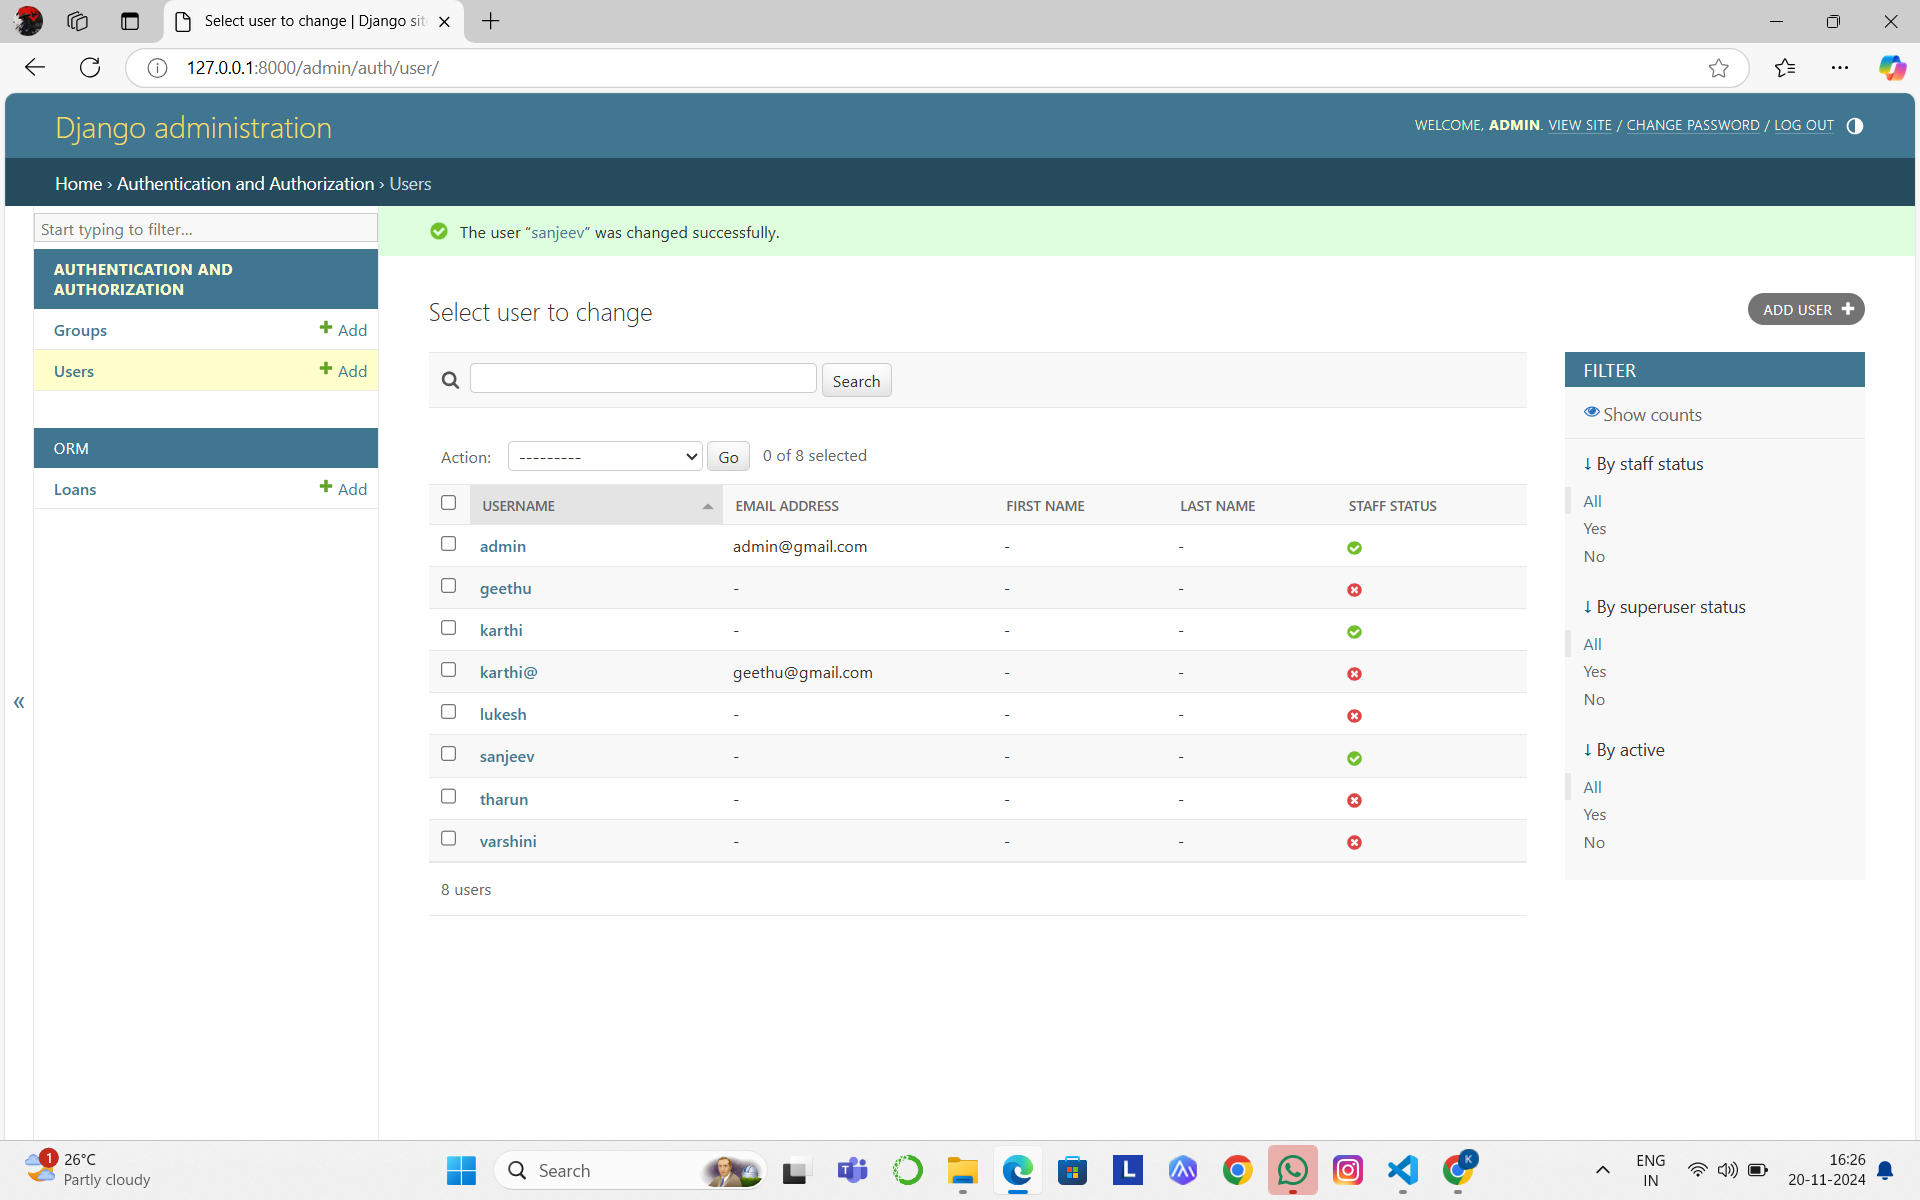 Select user to change | Django sit
127.0.0.1:8000/admin/auth/user/
Django administration
WELCOME, ADMIN. VIEW SITE / CHANGE PASSWORD / LOG OUT
Home › Authentication and Authorization › Users
Start typing to filter...
AUTHENTICATION AND
AUTHORIZATION
Groups
Add
Users
Add
ORM
Loans
Add
«
The user “sanjeev” was changed successfully.
Select user to change
ADD USER
Search
Action:
---------
Go
0 of 8 selected
USERNAME EMAIL ADDRESS FIRST NAME LAST NAME STAFF STATUS
admin admin@gmail.com - -
geethu - - -
karthi - - -
karthi@ geethu@gmail.com - -
lukesh - - -
sanjeev - - -
tharun - - -
varshini - - -
8 users
FILTER
Show counts
↓ By staff status
All
Yes
No
↓ By superuser status
All
Yes
No
↓ By active
All
Yes
No
1
26°C
Partly cloudy
Search
L
K
ENG
IN
16:26
20-11-2024